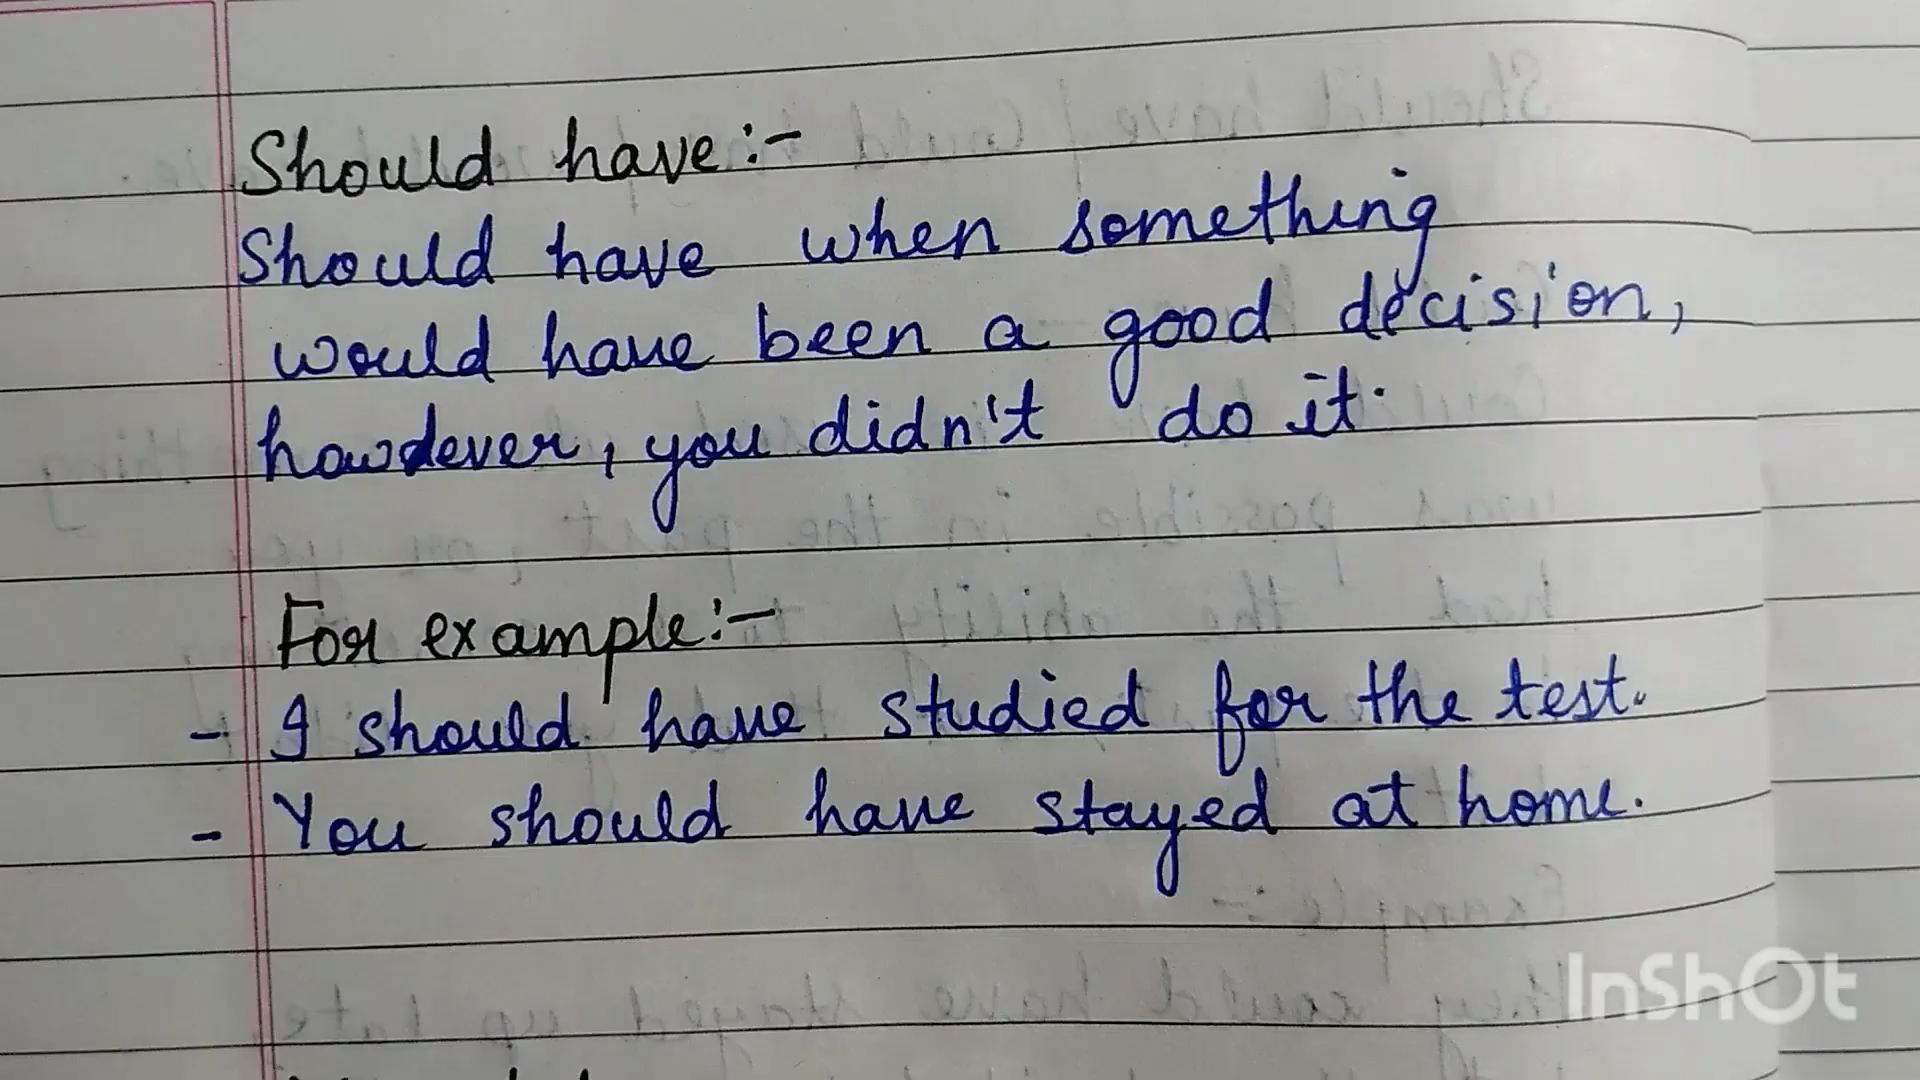 Should have:-
Should have when something
would have been a good decision,
howdever, you didn't do it.
For example:-
- I should have studied for the test.
- You should have stayed at home.
InShOt